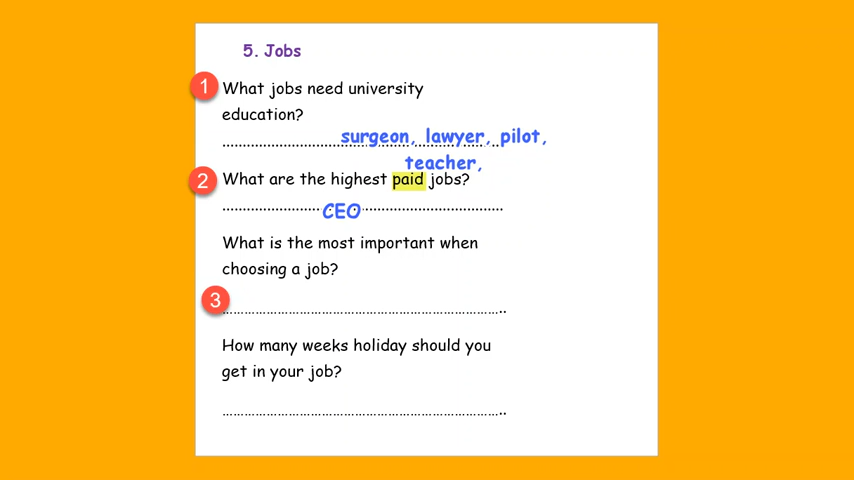 5. Jobs
1 What jobs need university
education?
surgeon, lawyer, pilot,
teacher,
2 What are the highest paid jobs?
CEO
What is the most important when
choosing a job?
3
How many weeks holiday should you
get in your job?